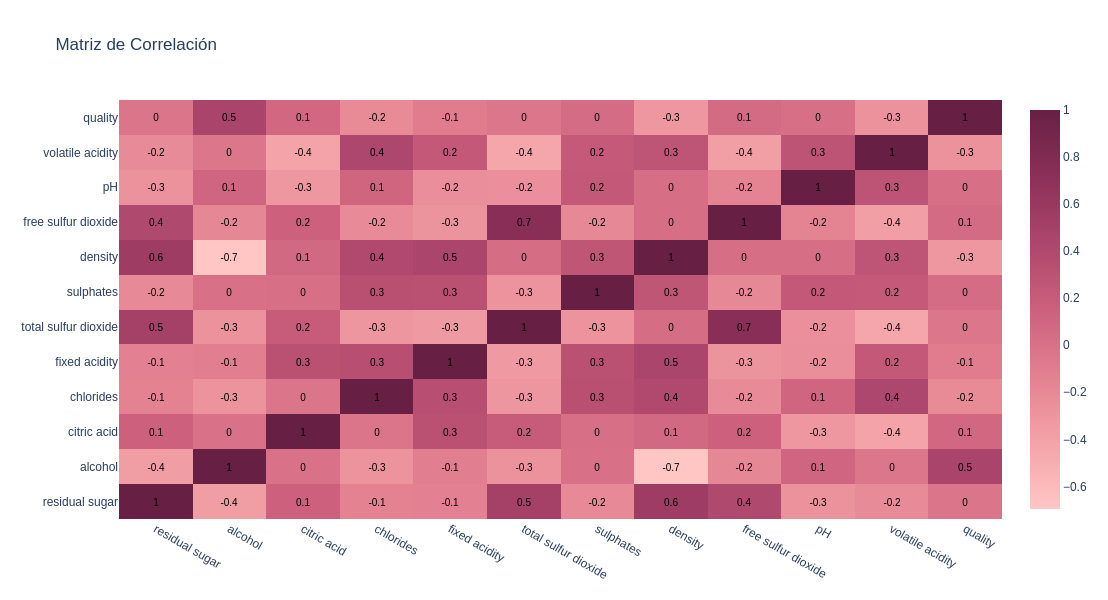 Matriz de Correlación
quality 0 0.5 0.1 -0.2 -0.1 0 0 -0.3 0.1 0 -0.3 1
volatile acidity -0.2 0 -0.4 0.4 0.2 -0.4 0.2 0.3 -0.4 0.3 1 -0.3
pH -0.3 0.1 -0.3 0.1 -0.2 -0.2 0.2 0 -0.2 1 0.3 0
free sulfur dioxide 0.4 -0.2 0.2 -0.2 -0.3 0.7 -0.2 0 1 -0.2 -0.4 0.1
density 0.6 -0.7 0.1 0.4 0.5 0 0.3 1 0 0 0.3 -0.3
sulphates -0.2 0 0 0.3 0.3 -0.3 1 0.3 -0.2 0.2 0.2 0
total sulfur dioxide 0.5 -0.3 0.2 -0.3 -0.3 1 -0.3 0 0.7 -0.2 -0.4 0
fixed acidity -0.1 -0.1 0.3 0.3 1 -0.3 0.3 0.5 -0.3 -0.2 0.2 -0.1
chlorides -0.1 -0.3 0 1 0.3 -0.3 0.3 0.4 -0.2 0.1 0.4 -0.2
citric acid 0.1 0 1 0 0.3 0.2 0 0.1 0.2 -0.3 -0.4 0.1
alcohol -0.4 1 0 -0.3 -0.1 -0.3 0 -0.7 -0.2 0.1 0 0.5
residual sugar 1 -0.4 0.1 -0.1 -0.1 0.5 -0.2 0.6 0.4 -0.3 -0.2 0
residual sugar alcohol citric acid chlorides fixed acidity total sulfur dioxide sulphates density free sulfur dioxide pH volatile acidity quality
1
0.8
0.6
0.4
0.2
0
−0.2
−0.4
−0.6